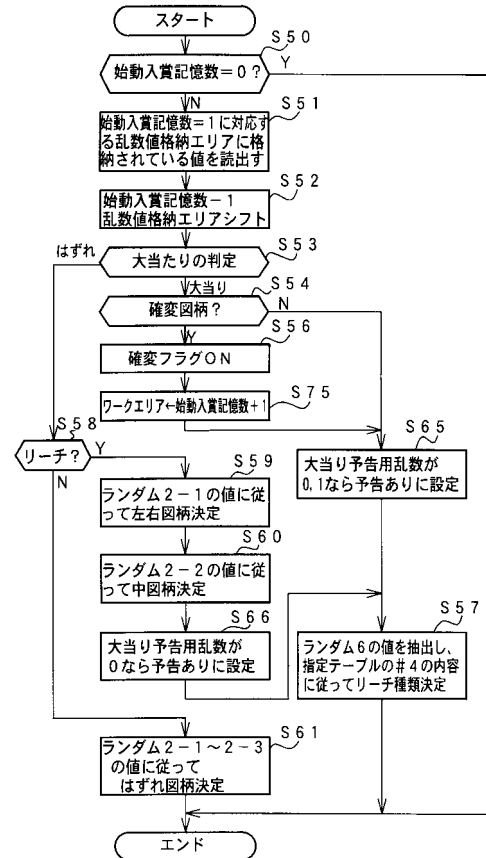 スタート
S50
始動入賞記憶数=0?
Y
N
S51
始動入賞記憶数=1に対応す
る乱数値格納エリアに格
納されている値を読出す
S52
始動入賞記憶数-1
乱数値格納エリアシフト
S53
はずれ
大当たりの判定
大当り
S54
確変図柄?
N
Y
S56
確変フラグON
S75
ワークエリア←始動入賞記憶数+1
S58
リーチ?
Y
N
S65
大当り予告用乱数が
0,1なら予告ありに設定
S59
ランダム2-1の値に従
って左右図柄決定
S60
ランダム2-2の値に従
って中図柄決定
S66
大当り予告用乱数が
0なら予告ありに設定
S57
ランダム6の値を抽出し、
指定テーブルの#4の内容
に従ってリーチ種類決定
S61
ランダム2-1~2-3
の値に従って
はずれ図柄決定
エンド